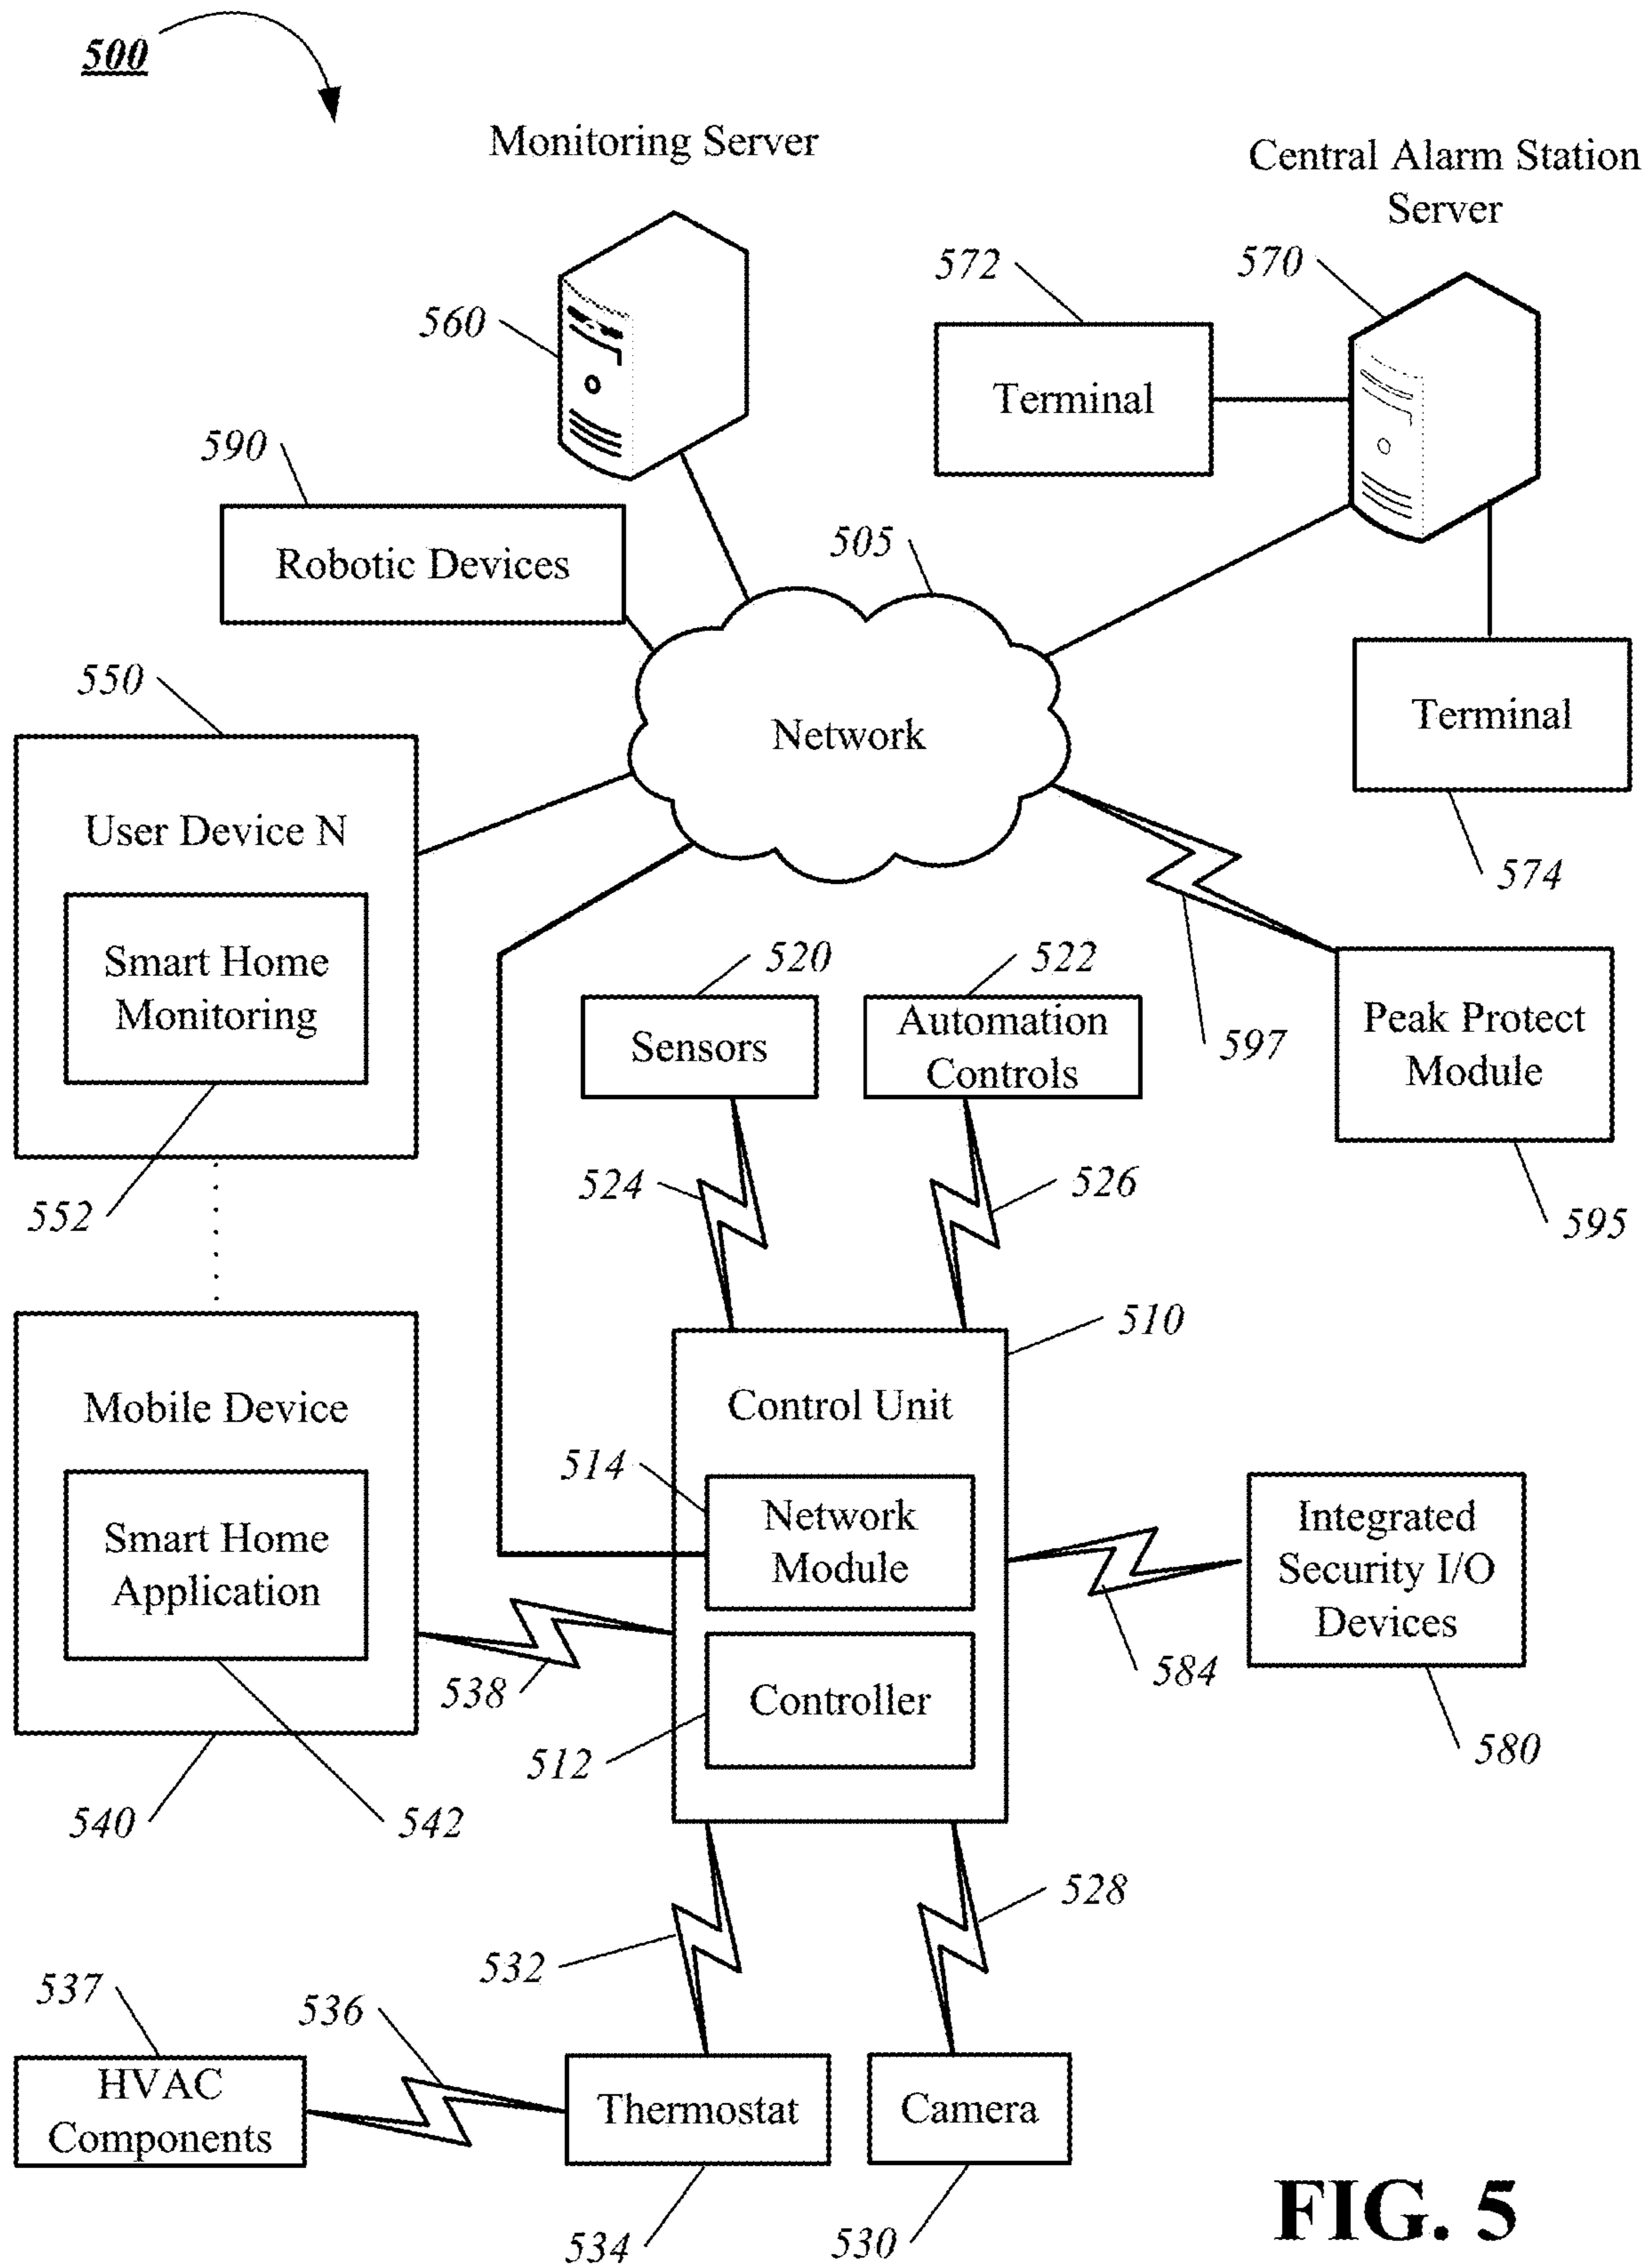 500
Monitoring Server
Central Alarm Station
Server
572
570
560
Terminal
590
505
Robotic Devices
550
Network
Terminal
User Device N
574
Smart Home
Monitoring
520
522
Sensors
Automation
Controls
597
Peak Protect
Module
552
524
526
595
510
Mobile Device
Control Unit
514
Network
Module
Integrated
Security I/O
Devices
Smart Home
Application
538
584
Controller
512
580
540
542
528
532
537
536
HVAC
Components
Thermostat
Camera
534
530
FIG. 5